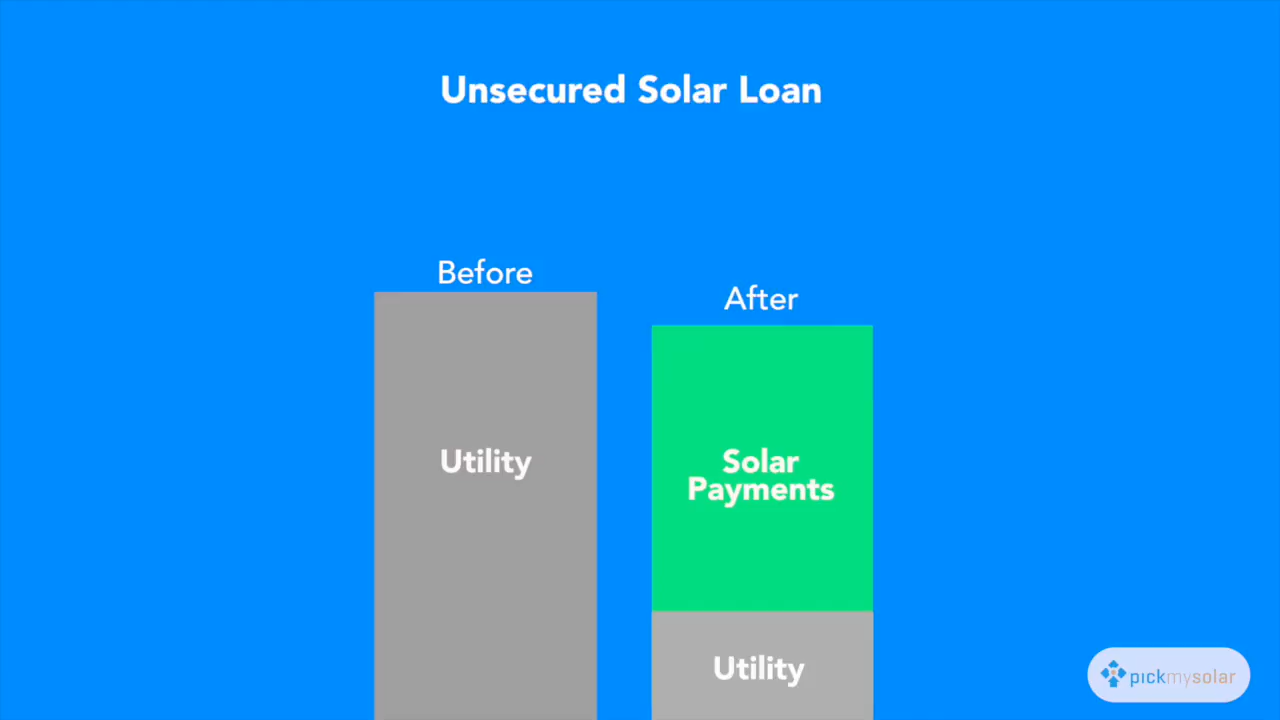 Unsecured Solar Loan
Before
After
Utility
Solar
Payments
Utility
pickmysolar